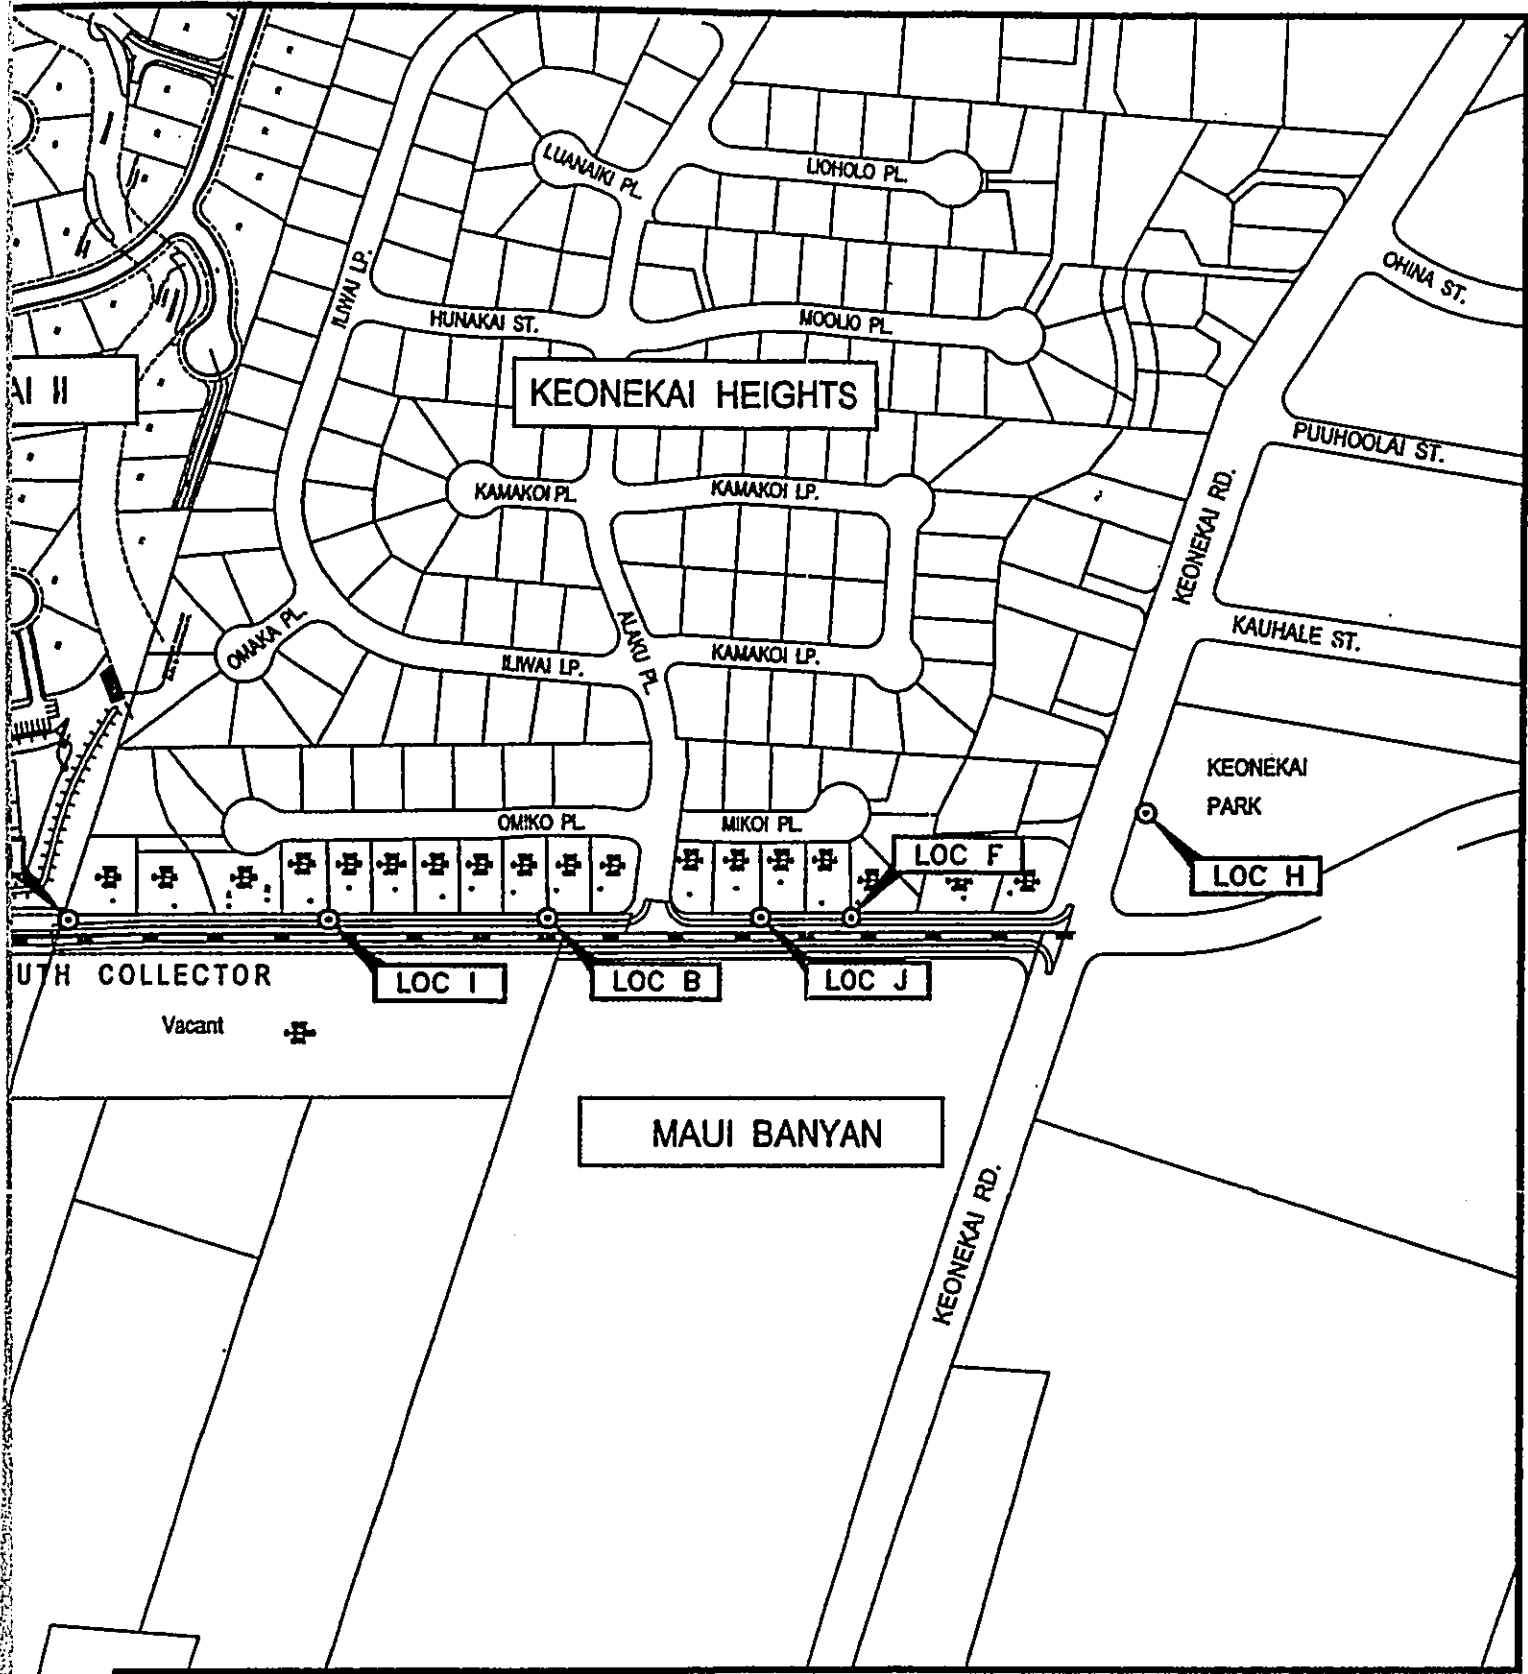 LUANAIKI PL.
LIOHOLO PL.
OHINA ST.
ILIWAI LP.
HUNAKAI ST.
MOOLIO PL.
AI II
KEONEKAI HEIGHTS
PUUHOOLAI ST.
KAMAKOI PL.
KAMAKOI LP.
KEONEKAI RD.
OMAKA PL.
ALAKU PL.
KAUHALE ST.
ILIWAI LP.
KAMAKOI LP.
KEONEKAI
PARK
OMIKO PL.
MIKOI PL.
LOC F
LOC H
UTH COLLECTOR
LOC I
LOC B
LOC J
Vacant
MAUI BANYAN
KEONEKAI RD.